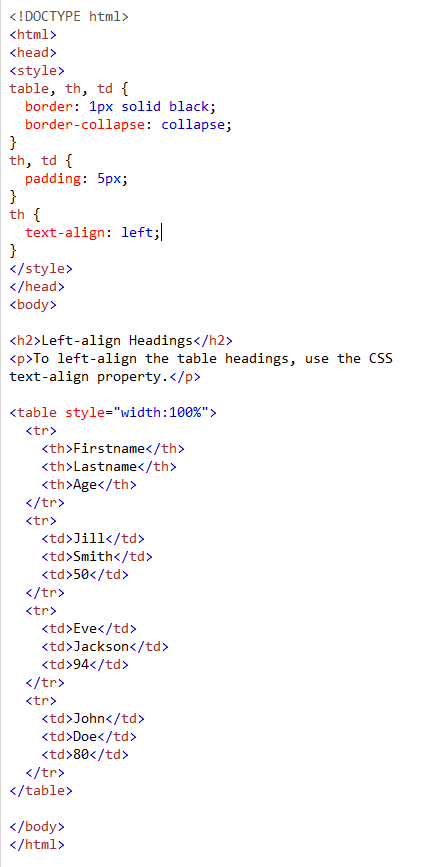 <!DOCTYPE html>
<html>
<head>
<style>
table, th, td {
  border: 1px solid black;
  border-collapse: collapse;
}
th, td {
  padding: 5px;
}
th {
  text-align: left;
}
</style>
</head>
<body>

<h2>Left-align Headings</h2>
<p>To left-align the table headings, use the CSS
text-align property.</p>

<table style="width:100%">
  <tr>
    <th>Firstname</th>
    <th>Lastname</th>
    <th>Age</th>
  </tr>
  <tr>
    <td>Jill</td>
    <td>Smith</td>
    <td>50</td>
  </tr>
  <tr>
    <td>Eve</td>
    <td>Jackson</td>
    <td>94</td>
  </tr>
  <tr>
    <td>John</td>
    <td>Doe</td>
    <td>80</td>
  </tr>
</table>

</body>
</html>